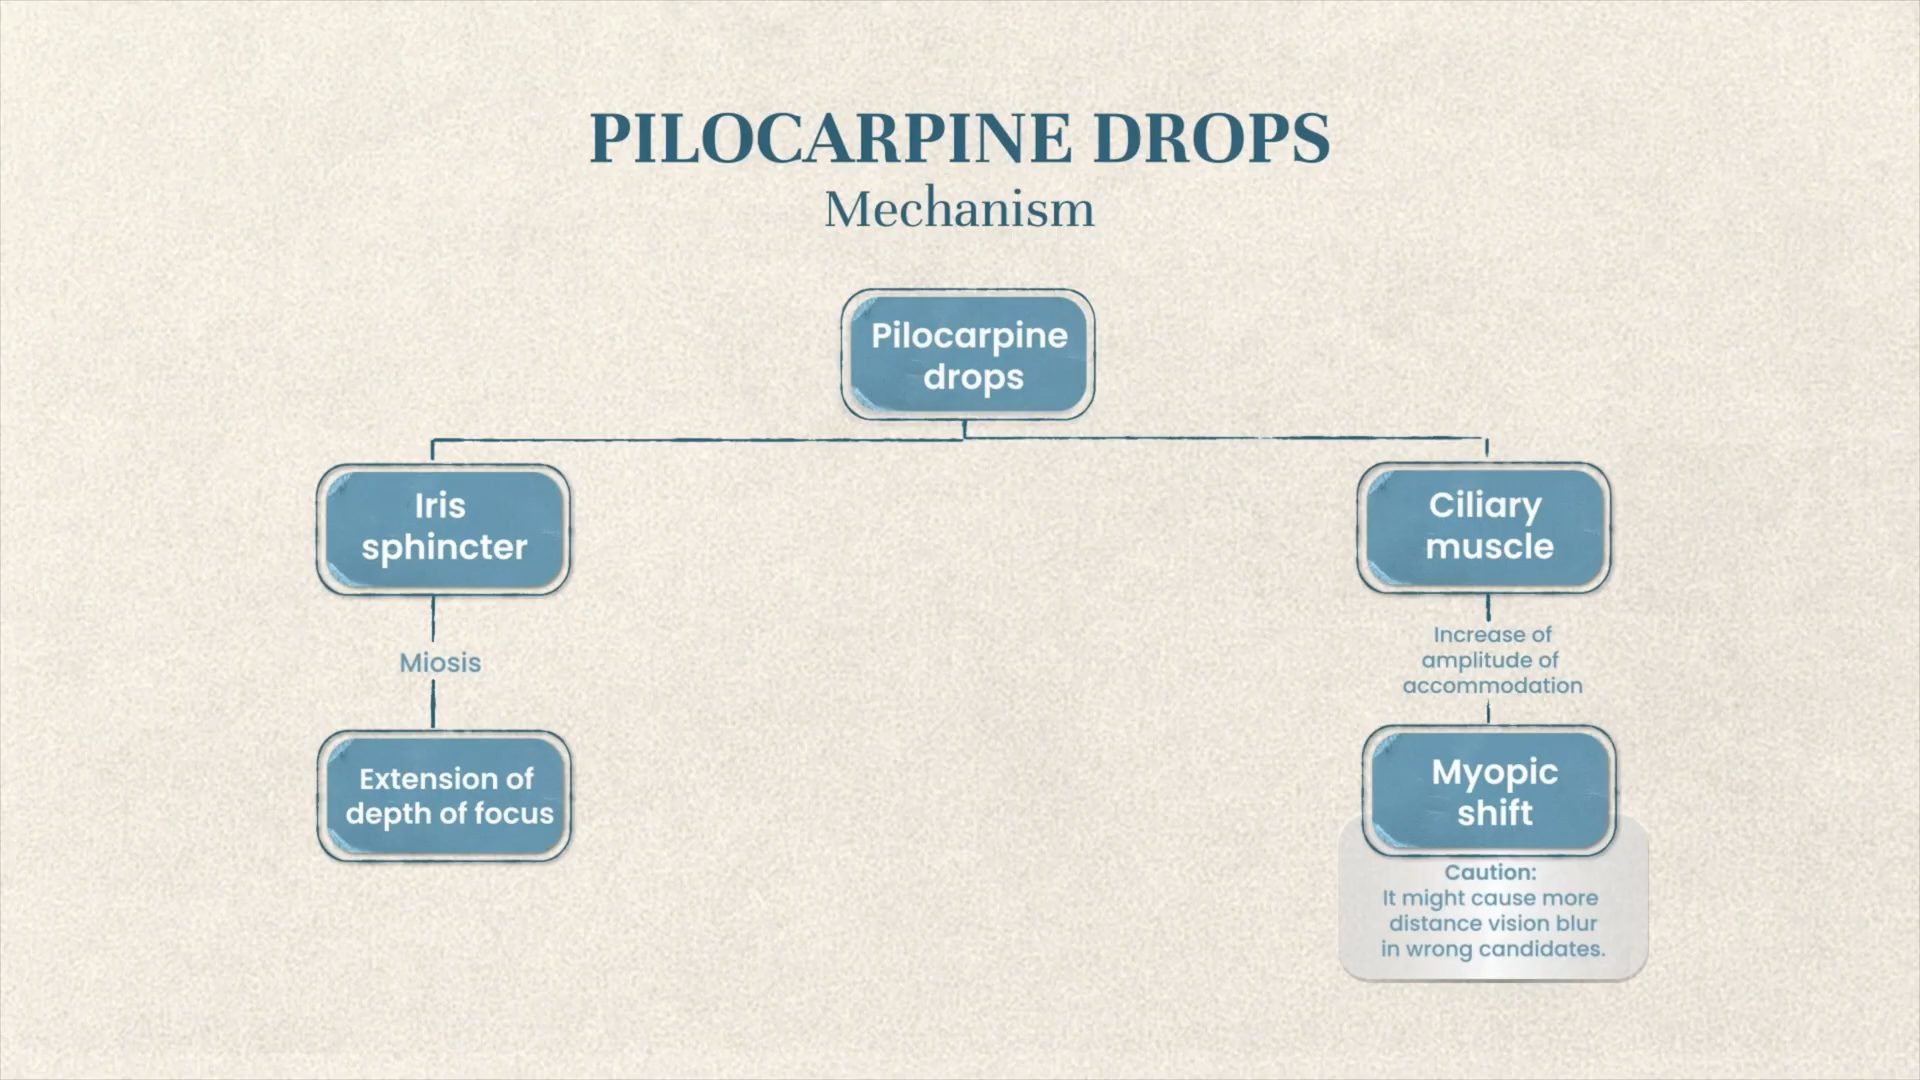 PILOCARPINE DROPS
Mechanism
Pilocarpine
drops
Iris
sphincter
Miosis
Extension of
depth of focus
Ciliary
muscle
Increase of
amplitude of
accommodation
Myopic
shift
Caution:
It might cause more
distance vision blur
in wrong candidates.